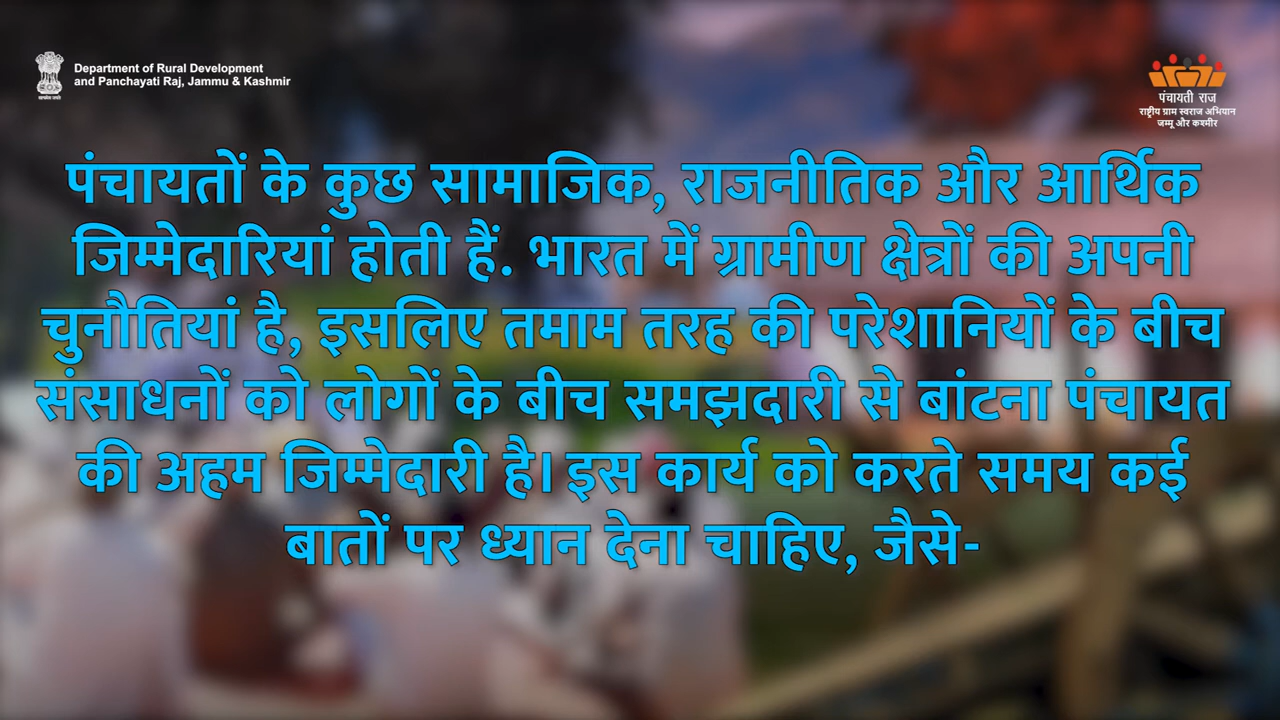 Department of Rural Development
and Panchayati Raj, Jammu & Kashmir
पंचायती राज
राष्ट्रीय ग्राम स्वराज अभियान
जम्मू और कश्मीर
पंचायतों के कुछ सामाजिक, राजनीतिक और आर्थिक
जिम्मेदारियां होती हैं. भारत में ग्रामीण क्षेत्रों की अपनी
चुनौतियां है, इसलिए तमाम तरह की परेशानियों के बीच
संसाधनों को लोगों के बीच समझदारी से बांटना पंचायत
की अहम जिम्मेदारी है। इस कार्य को करते समय कई
बातों पर ध्यान देना चाहिए, जैसे-